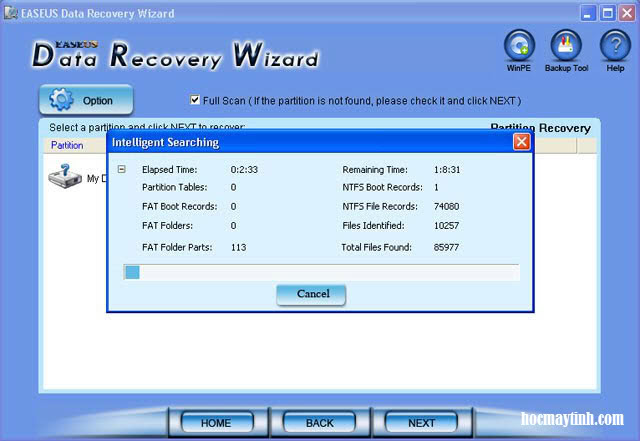 EASEUS Data Recovery Wizard
EASEUS
Data Recovery Wizard
WinPE
Backup Tool
Help
Option
Full Scan ( If the partition is not found, please check it and click NEXT )
Select a partition and click NEXT to recover:
Partition Recovery
Partition
My D
Intelligent Searching
Elapsed Time: 0:2:33 Remaining Time: 1:8:31
Partition Tables: 0 NTFS Boot Records: 1
FAT Boot Records: 0 NTFS File Records: 74080
FAT Folders: 0 Files Identified: 10257
FAT Folder Parts: 113 Total Files Found: 85977
Cancel
HOME BACK NEXT
hocmaytinh.com